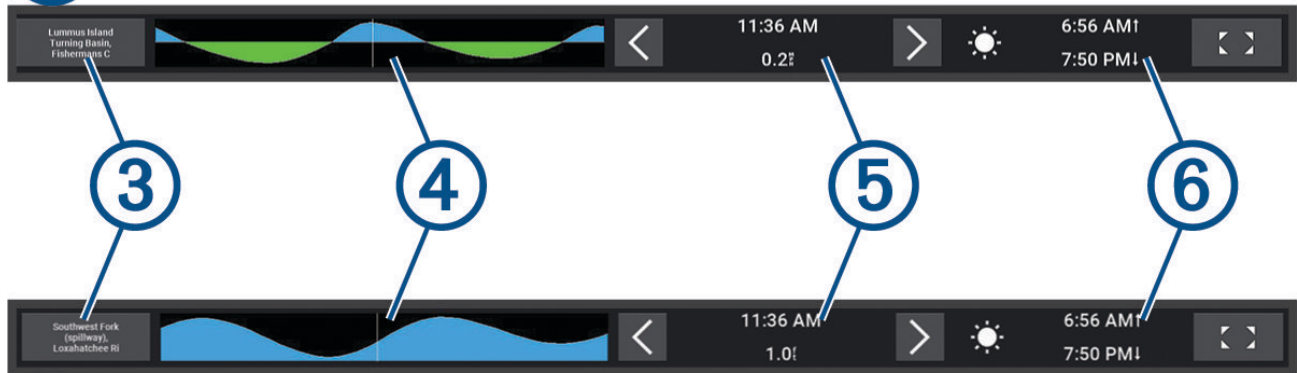 Lummus Island
Turning Basin,
Fishermans C
11:36 AM
0.2
6:56 AM↑
7:50 PM↓
3
4
5
6
Southwest Fork
(spillway),
Loxahatchee Ri
11:36 AM
1.0
6:56 AM↑
7:50 PM↓